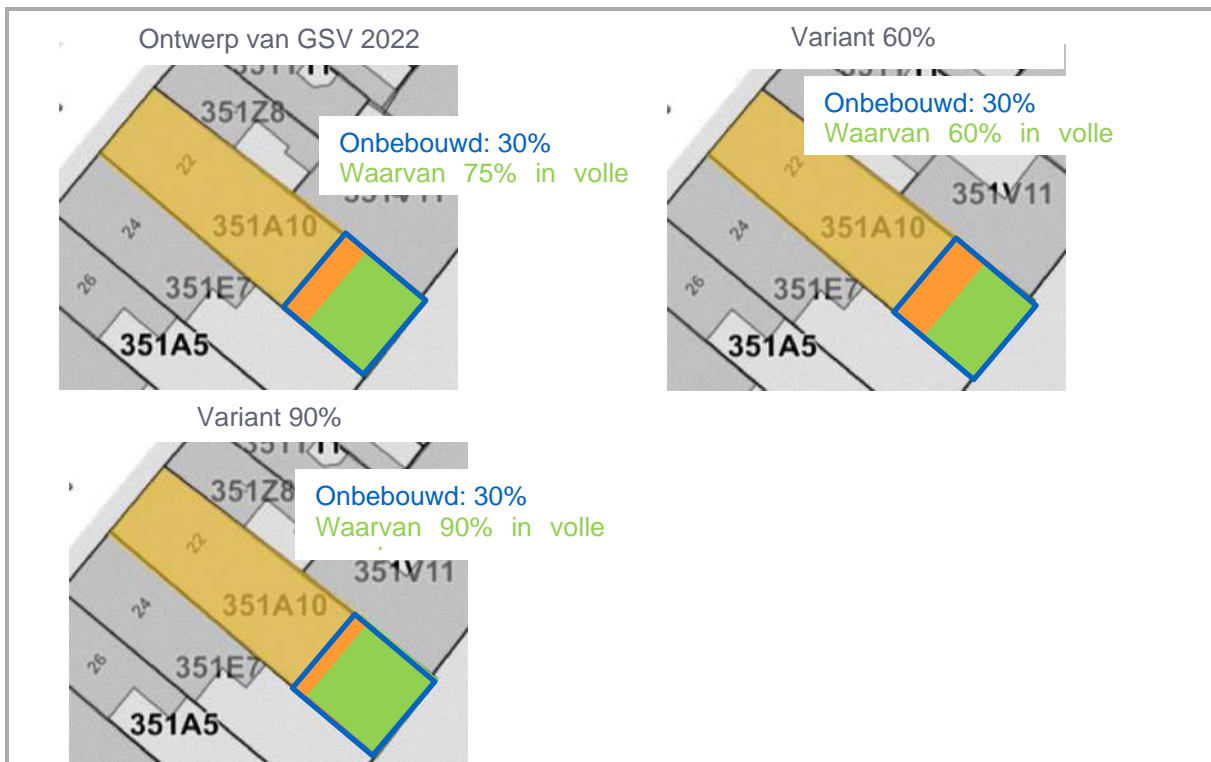 Ontwerp van GSV 2022
351Z8
Onbebouwd: 30%
Waarvan 75% in volle
22
351A10
24
26
351E7
351A5
Variant 60%
Onbebouwd: 30%
Waarvan 60% in volle
351V11
22
351A10
24
26
351E7
351A5
Variant 90%
351Z8
Onbebouwd: 30%
Waarvan 90% in volle
351V11
22
351A10
24
26
351E7
351A5